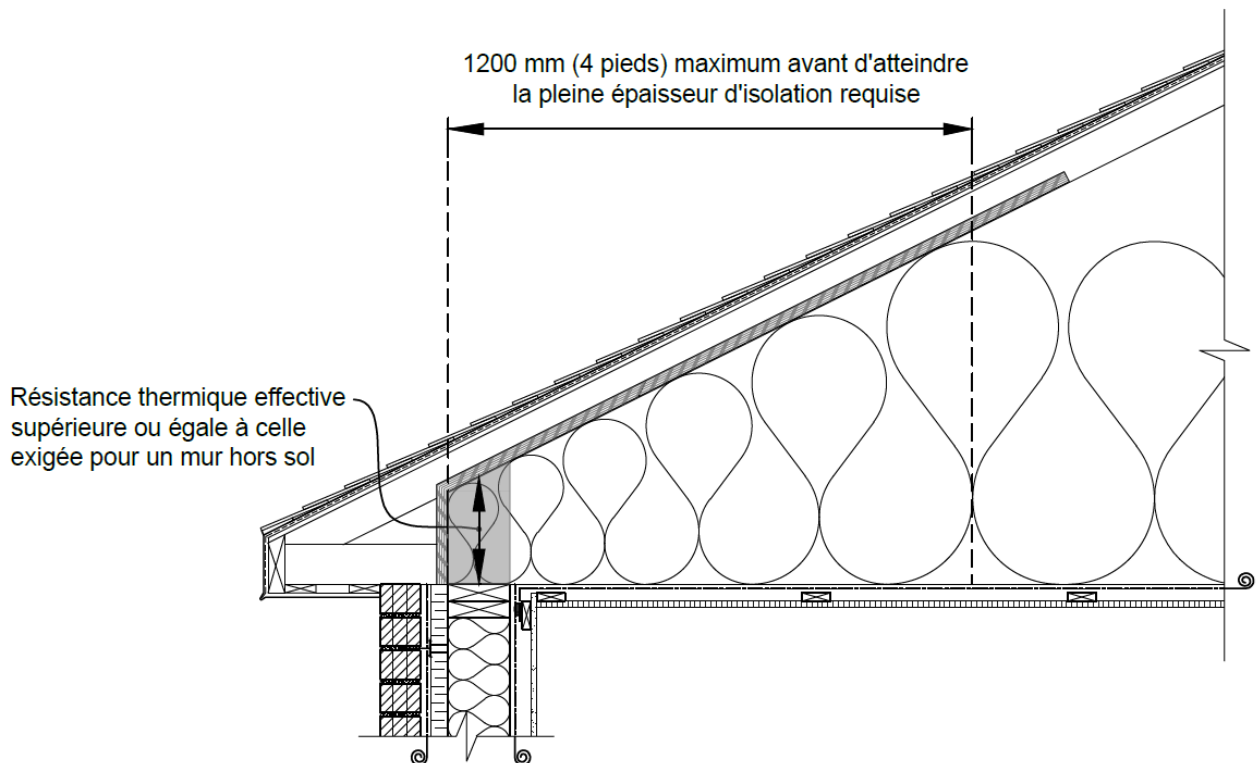 1200 mm (4 pieds) maximum avant d'atteindre
la pleine épaisseur d'isolation requise
Résistance thermique effective
supérieure ou égale à celle
exigée pour un mur hors sol